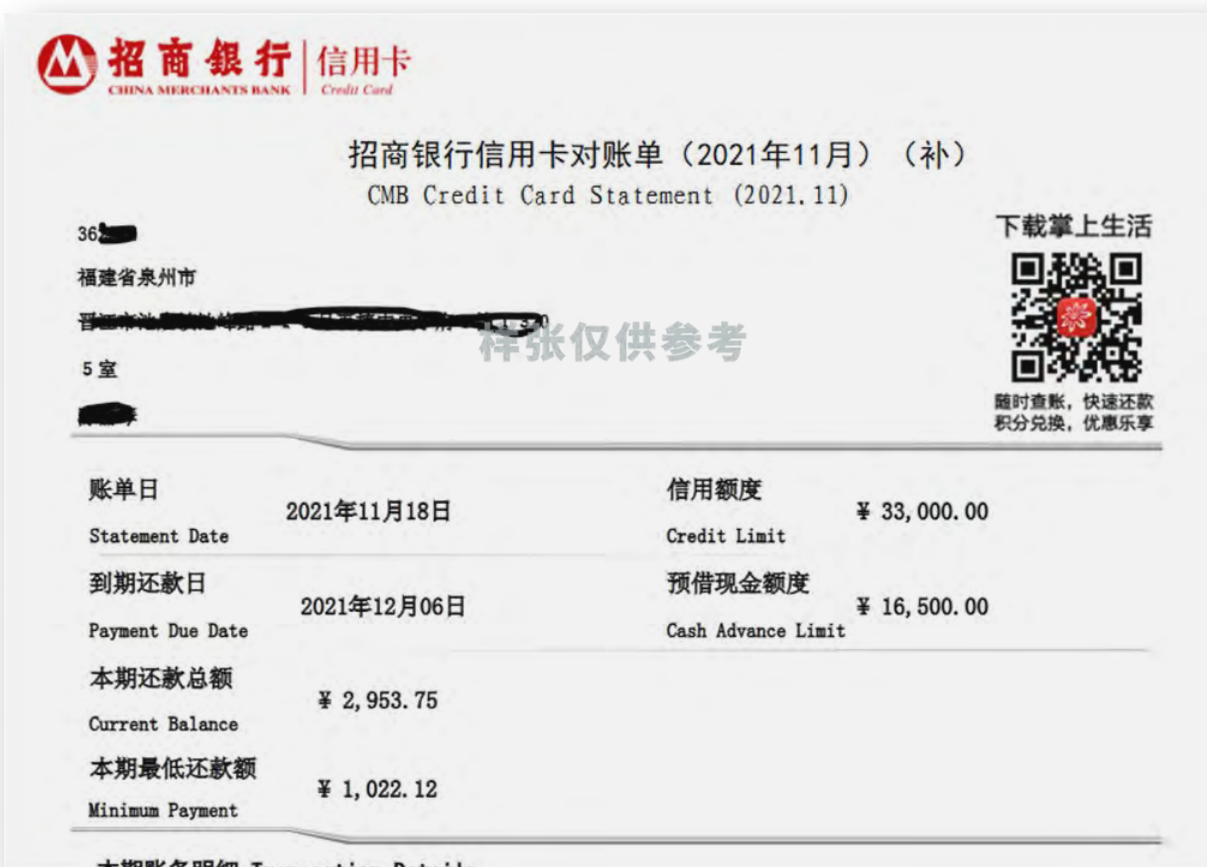 招商银行 信用卡
CHINA MERCHANTS BANK Credit Card
招商银行信用卡对账单（2021年11月）（补）
CMB Credit Card Statement (2021.11)
下载掌上生活
36
福建省泉州市
样张仅供参考
5室
随时查账，快速还款
积分兑换，优惠乐享
账单日 2021年11月18日 信用额度 ¥ 33,000.00
Statement Date Credit Limit
到期还款日 2021年12月06日 预借现金额度 ¥ 16,500.00
Payment Due Date Cash Advance Limit
本期还款总额 ¥ 2,953.75
Current Balance
本期最低还款额 ¥ 1,022.12
Minimum Payment